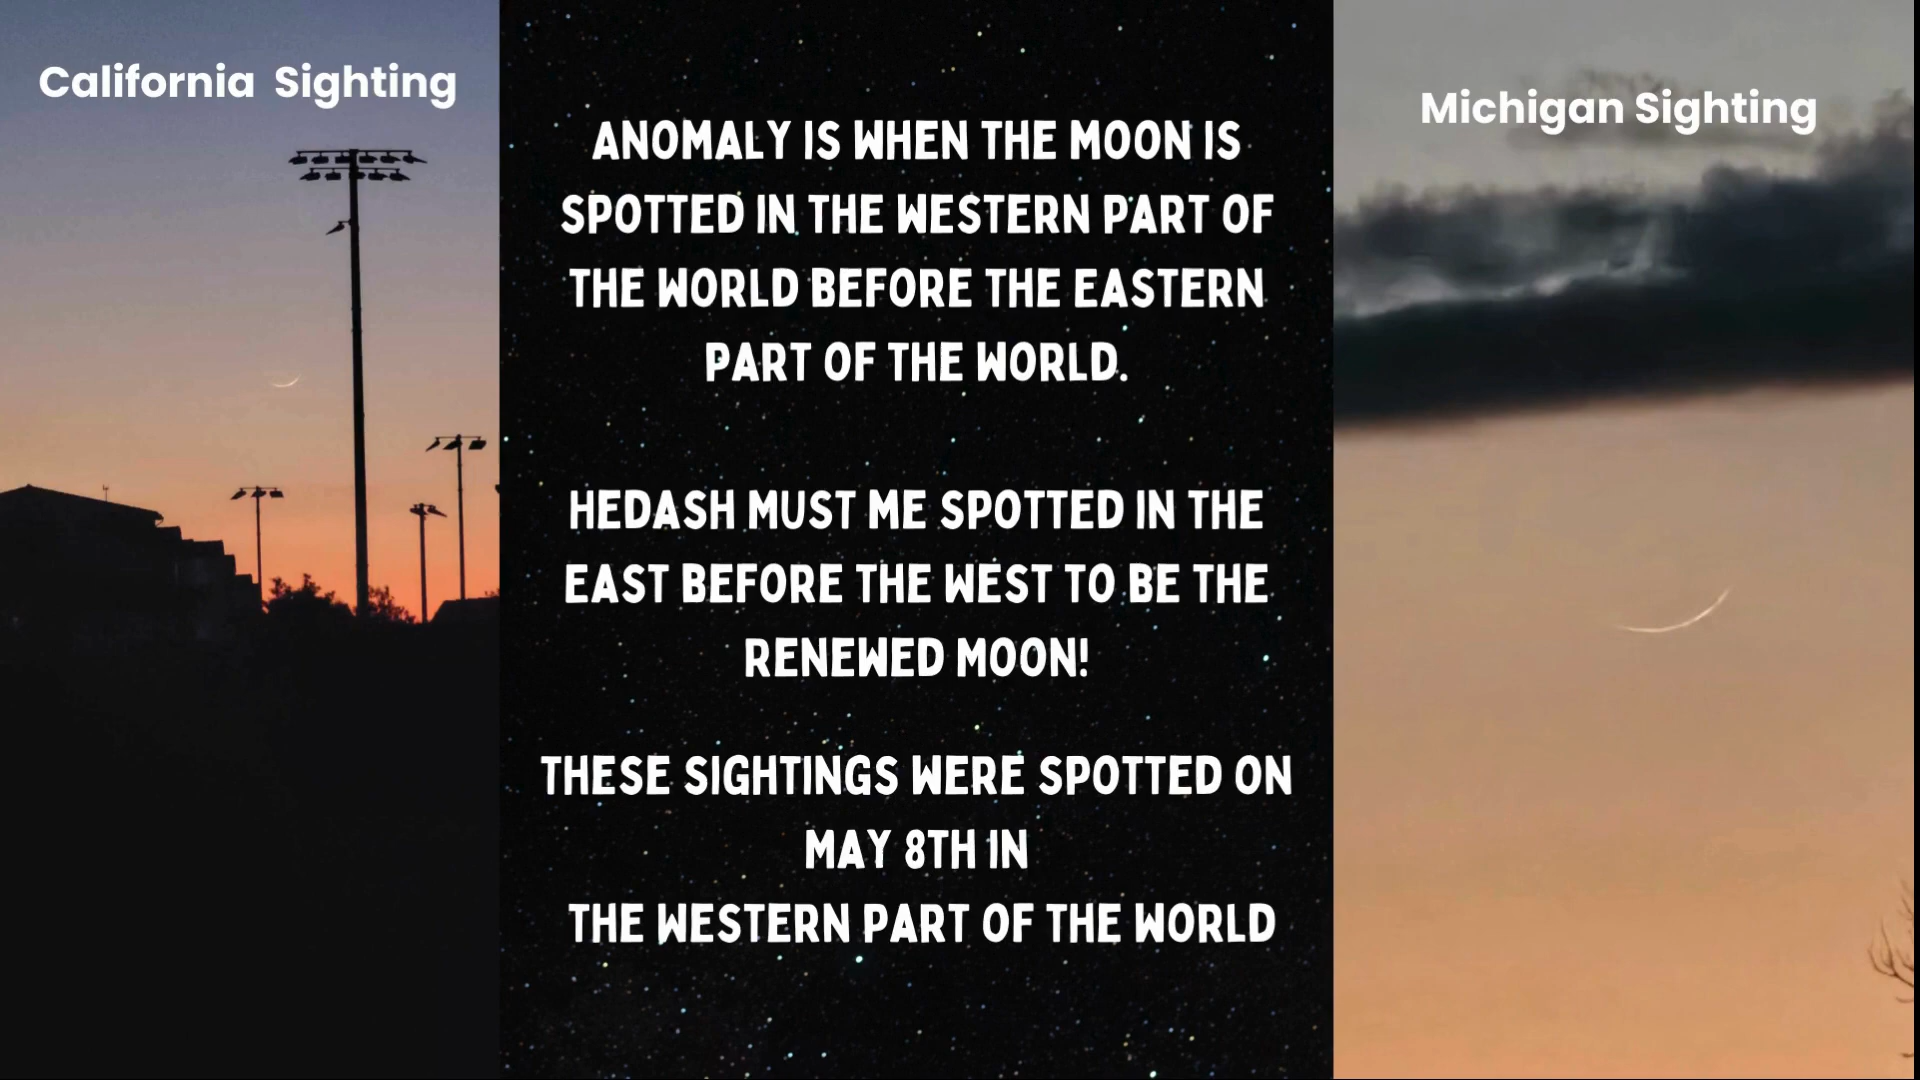 California Sighting
ANOMALY IS WHEN THE MOON IS
SPOTTED IN THE WESTERN PART OF
THE WORLD BEFORE THE EASTERN
PART OF THE WORLD.
HEDASH MUST ME SPOTTED IN THE
EAST BEFORE THE WEST TO BE THE
RENEWED MOON!
THESE SIGHTINGS WERE SPOTTED ON
MAY 8TH IN
THE WESTERN PART OF THE WORLD
Michigan Sighting